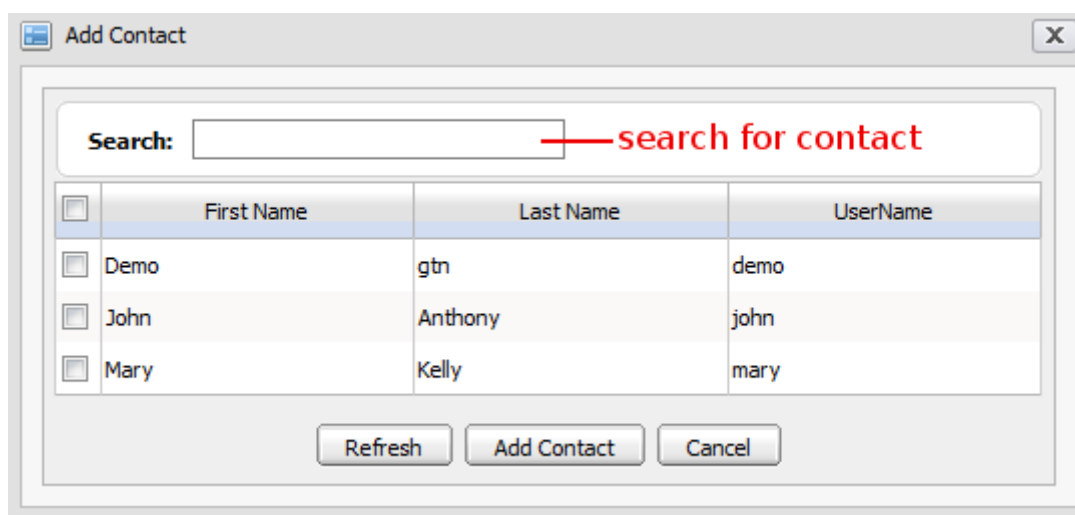 Add Contact
X
Search: search for contact
First Name Last Name UserName
Demo gtn demo
John Anthony john
Mary Kelly mary
Refresh Add Contact Cancel